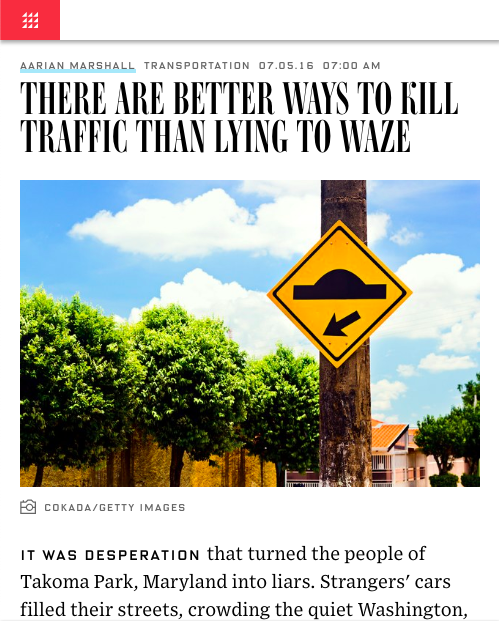 AARIAN MARSHALL TRANSPORTATION 07.05.16 07:00 AM
THERE ARE BETTER WAYS TO KILL
TRAFFIC THAN LYING TO WAZE
COKADA/GETTY IMAGES
IT WAS DESPERATION that turned the people of
Takoma Park, Maryland into liars. Strangers' cars
filled their streets, crowding the quiet Washington,